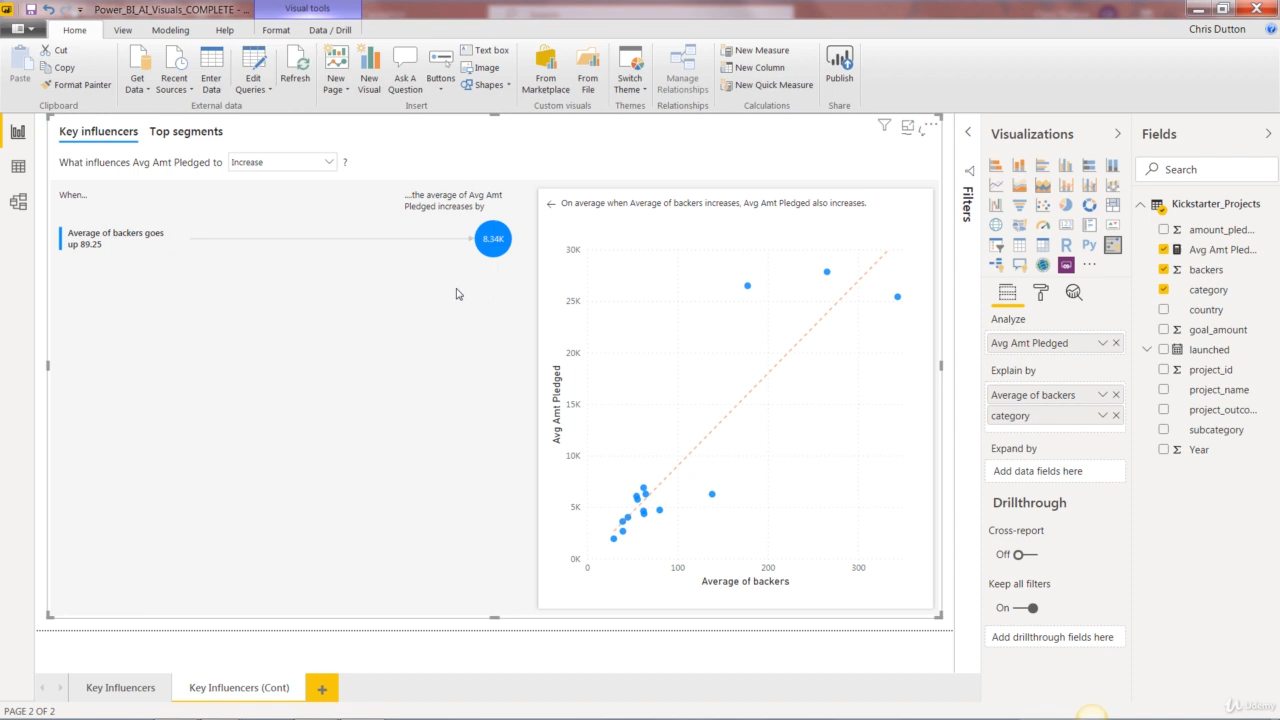 Power_BI_AI_Visuals_COMPLETE - ...
Visual tools
Home
View
Modeling
Help
Format
Data / Drill
Chris Dutton
Paste
Cut
Copy
Format Painter
Clipboard
Get
Data
Recent
Sources
Enter
Data
Edit
Queries
Refresh
External data
New
Page
New
Visual
Ask A
Question
Buttons
Text box
Image
Shapes
Insert
From
Marketplace
From
File
Custom visuals
Switch
Theme
Themes
Manage
Relationships
Relationships
New Measure
New Column
New Quick Measure
Calculations
Publish
Share
Key influencers
Top segments
What influences Avg Amt Pledged to
Increase
?
When...
....the average of Avg Amt
Pledged increases by
Average of backers goes
up 89.25
8.34K
On average when Average of backers increases, Avg Amt Pledged also increases.
30K
25K
20K
15K
10K
5K
0K
Avg Amt Pledged
0
100
200
300
Average of backers
Filters
Visualizations
R
Py
Analyze
Avg Amt Pledged
Explain by
Average of backers
category
Expand by
Add data fields here
Drillthrough
Cross-report
Off
Keep all filters
On
Add drillthrough fields here
Fields
Search
Kickstarter_Projects
Σ amount_pled...
Avg Amt Pled...
Σ backers
category
country
Σ goal_amount
launched
Σ project_id
project_name
project_outco...
subcategory
Σ Year
Key Influencers
Key Influencers (Cont)
PAGE 2 OF 2
Udemy